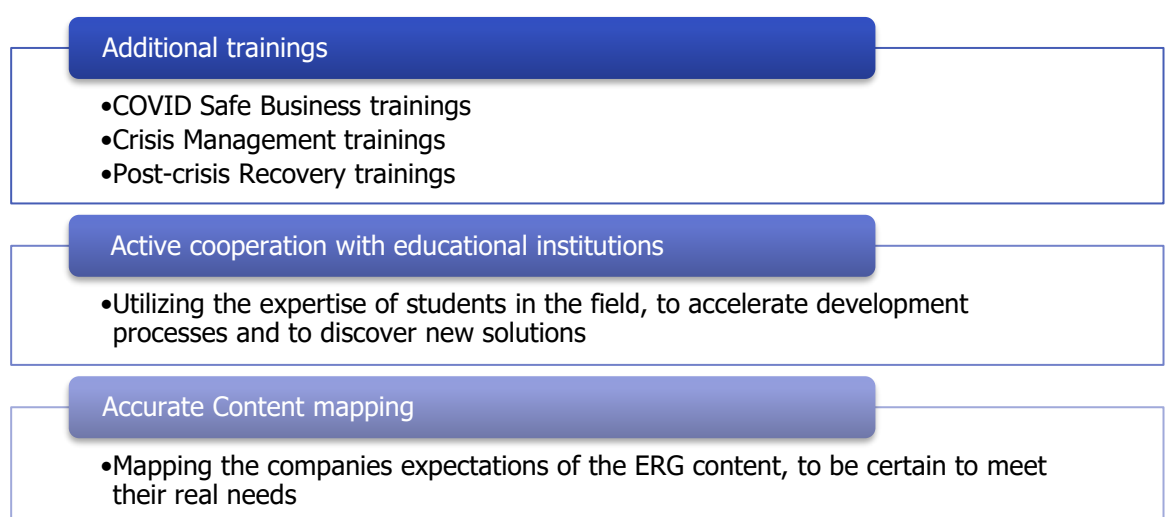 Additional trainings
•COVID Safe Business trainings
•Crisis Management trainings
•Post-crisis Recovery trainings
Active cooperation with educational institutions
•Utilizing the expertise of students in the field, to accelerate development
processes and to discover new solutions
Accurate Content mapping
•Mapping the companies expectations of the ERG content, to be certain to meet
their real needs